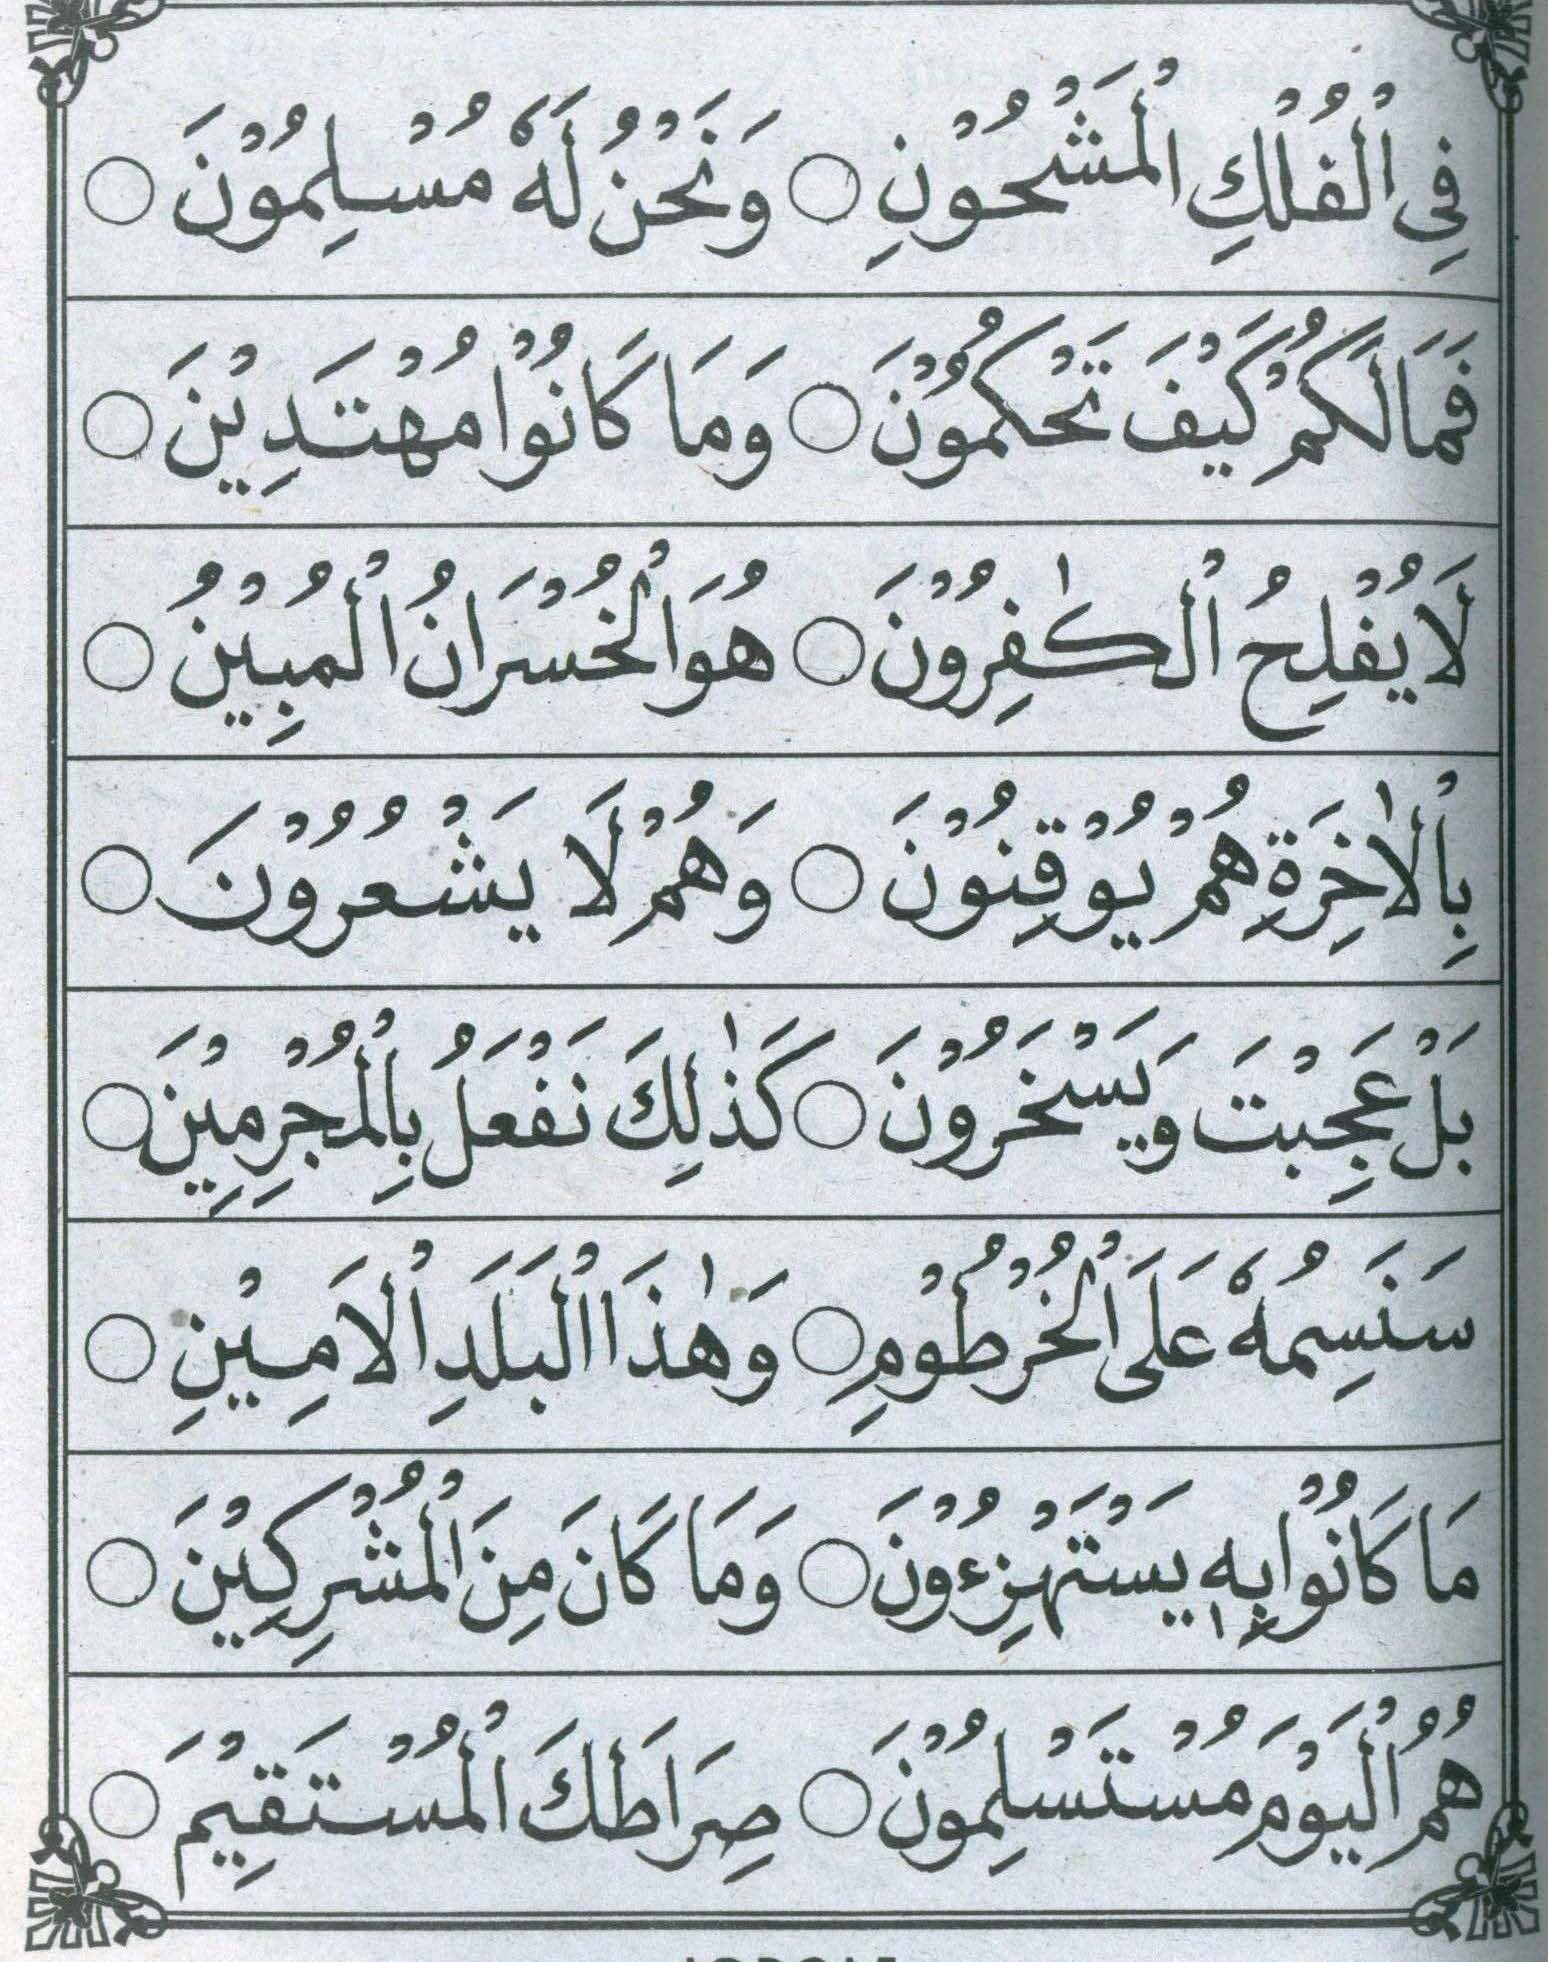 فِى الْفُلْكِ الْمَشْحُوْنِ ○ وَنَحْنُ لَهٗ مُسْلِمُوْنَ ○
فَمَا لَكُمْ كَيْفَ تَحْكُمُوْنَ ○ وَمَا كَانُوْا مُهْتَدِيْنَ ○
لَا يُفْلِحُ الْكٰفِرُوْنَ ○ هُوَ الْخُسْرَانُ الْمُبِيْنُ ○
بِالْاٰخِرَةِ هُمْ يُوْقِنُوْنَ ○ وَهُمْ لَا يَشْعُرُوْنَ ○
بَلْ عَجِبْتَ وَيَسْخَرُوْنَ ○ كَذٰلِكَ نَفْعَلُ بِالْمُجْرِمِيْنَ ○
سَنَسِمُهٗ عَلَى الْخُرْطُوْمِ ○ وَهٰذَا الْبَلَدِ الْاَمِيْنِ ○
مَا كَانُوْا بِهٖ يَسْتَهْزِءُوْنَ ○ وَمَا كَانَ مِنَ الْمُشْرِكِيْنَ ○
هُمُ الْيَوْمَ مُسْتَسْلِمُوْنَ ○ صِرَاطَكَ الْمُسْتَقِيْمَ ○